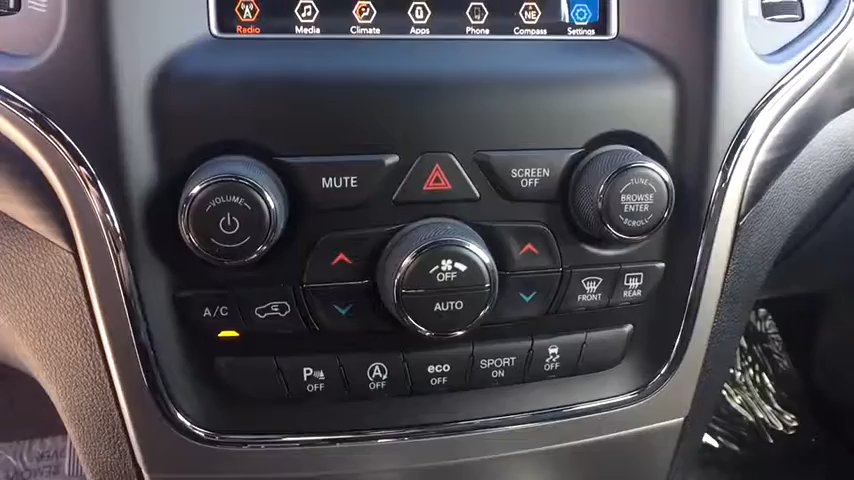 Radio Media Climate Apps Phone NE Compass Settings
VOLUME
MUTE
SCREEN
OFF
TUNE
BROWSE
ENTER
SCROLL
OFF
AUTO
A/C
FRONT
REAR
P OFF
A OFF
eco
OFF
SPORT
ON
OFF